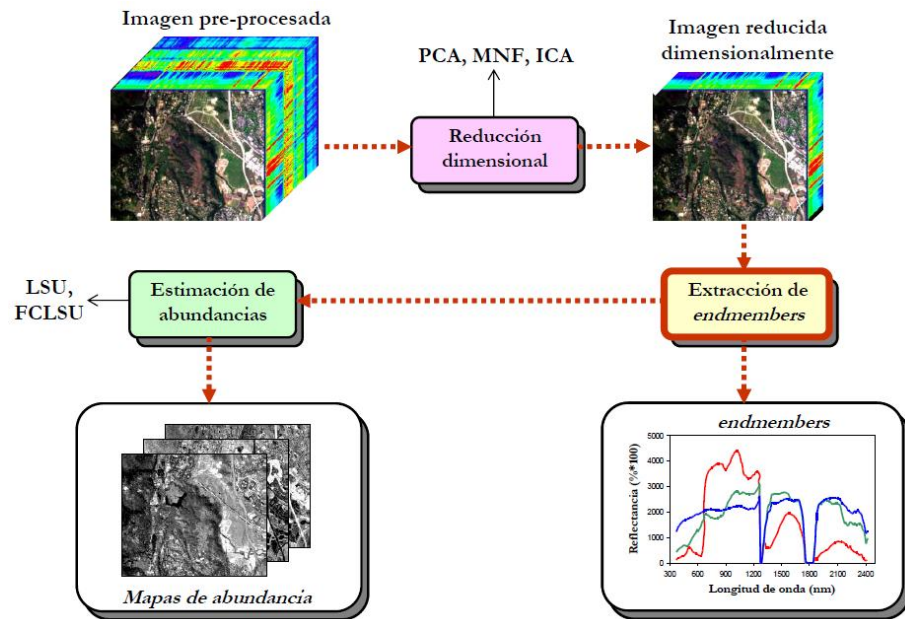 Imagen pre-procesada
Imagen reducida
dimensionalmente
PCA, MNF, ICA
Reducción
dimensional
LSU,
FCLSU
Estimación de
abundancias
Extracción de
endmembers
Mapas de abundancia
endmembers
Reflectancia (%*100)
5000
4000
3000
2000
1000
0
300 600 900 1200 1500 1800 2100 2400
Longitud de onda (nm)